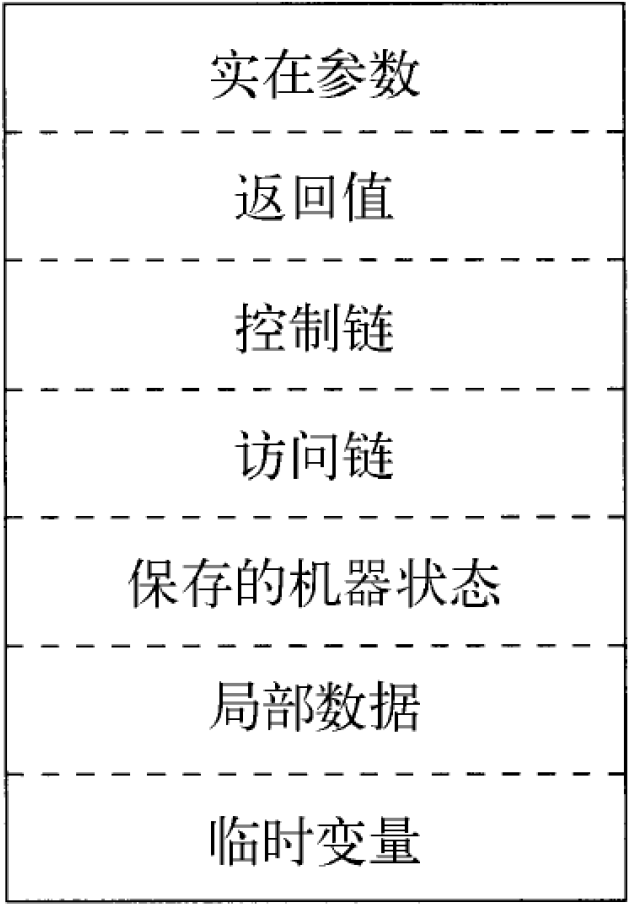 实在参数
返回值
控制链
访问链
保存的机器状态
局部数据
临时变量